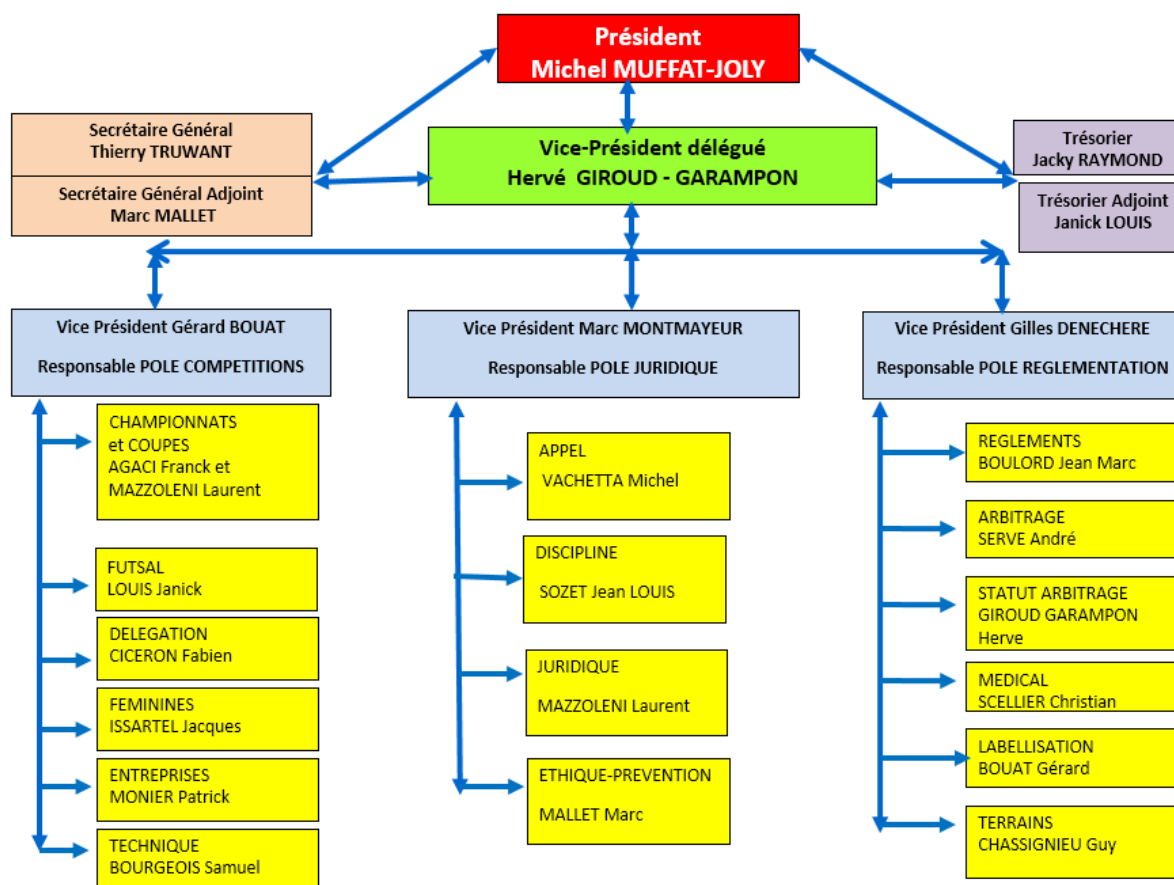 Président
Michel MUFFAT-JOLY
Secrétaire Général
Thierry TRUWANT
Secrétaire Général Adjoint
Marc MALLET
Vice-Président délégué
Hervé GIROUD - GARAMPON
Trésorier
Jacky RAYMOND
Trésorier Adjoint
Janick LOUIS
Vice Président Gérard BOUAT
Responsable POLE COMPETITIONS
CHAMPIONNATS
et COUPES
AGACI Franck et
MAZZOLENI Laurent
FUTSAL
LOUIS Janick
DELEGATION
CICERON Fabien
FEMININES
ISSARTEL Jacques
ENTREPRISES
MONIER Patrick
TECHNIQUE
BOURGEOIS Samuel
Vice Président Marc MONTMAYEUR
Responsable POLE JURIDIQUE
APPEL
VACHETTA Michel
DISCIPLINE
SOZET Jean LOUIS
JURIDIQUE
MAZZOLENI Laurent
ETHIQUE-PREVENTION
MALLET Marc
Vice Président Gilles DENECHERE
Responsable POLE REGLEMENTATION
REGLEMENTS
BOULORD Jean Marc
ARBITRAGE
SERVE André
STATUT ARBITRAGE
GIROUD GARAMPON
Herve
MEDICAL
SCELLIER Christian
LABELLISATION
BOUAT Gérard
TERRAINS
CHASSIGNIEU Guy